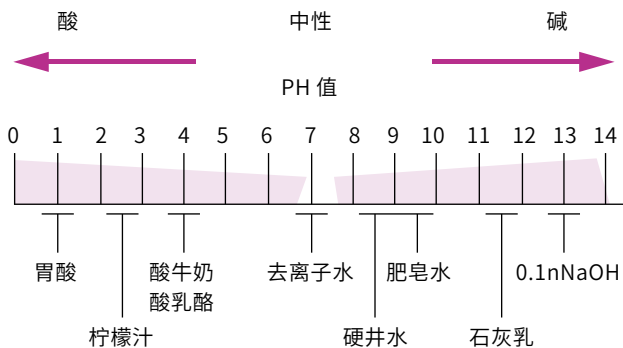 酸 中性 碱
PH 值
0 1 2 3 4 5 6 7 8 9 10 11 12 13 14
胃酸 酸牛奶 去离子水 肥皂水 0.1nNaOH
酸乳酪
柠檬汁 硬井水 石灰乳